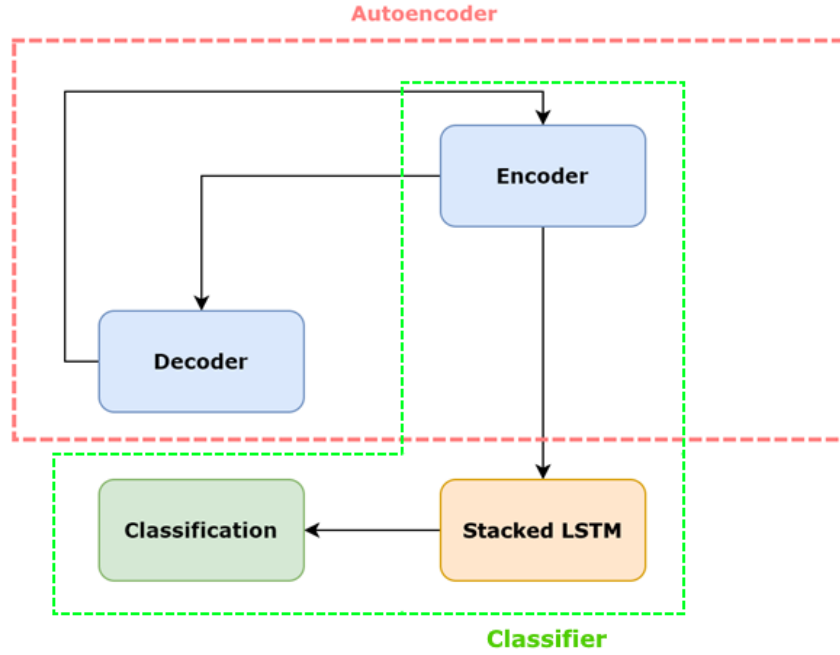 Autoencoder
Encoder
Decoder
Classification
Stacked LSTM
Classifier